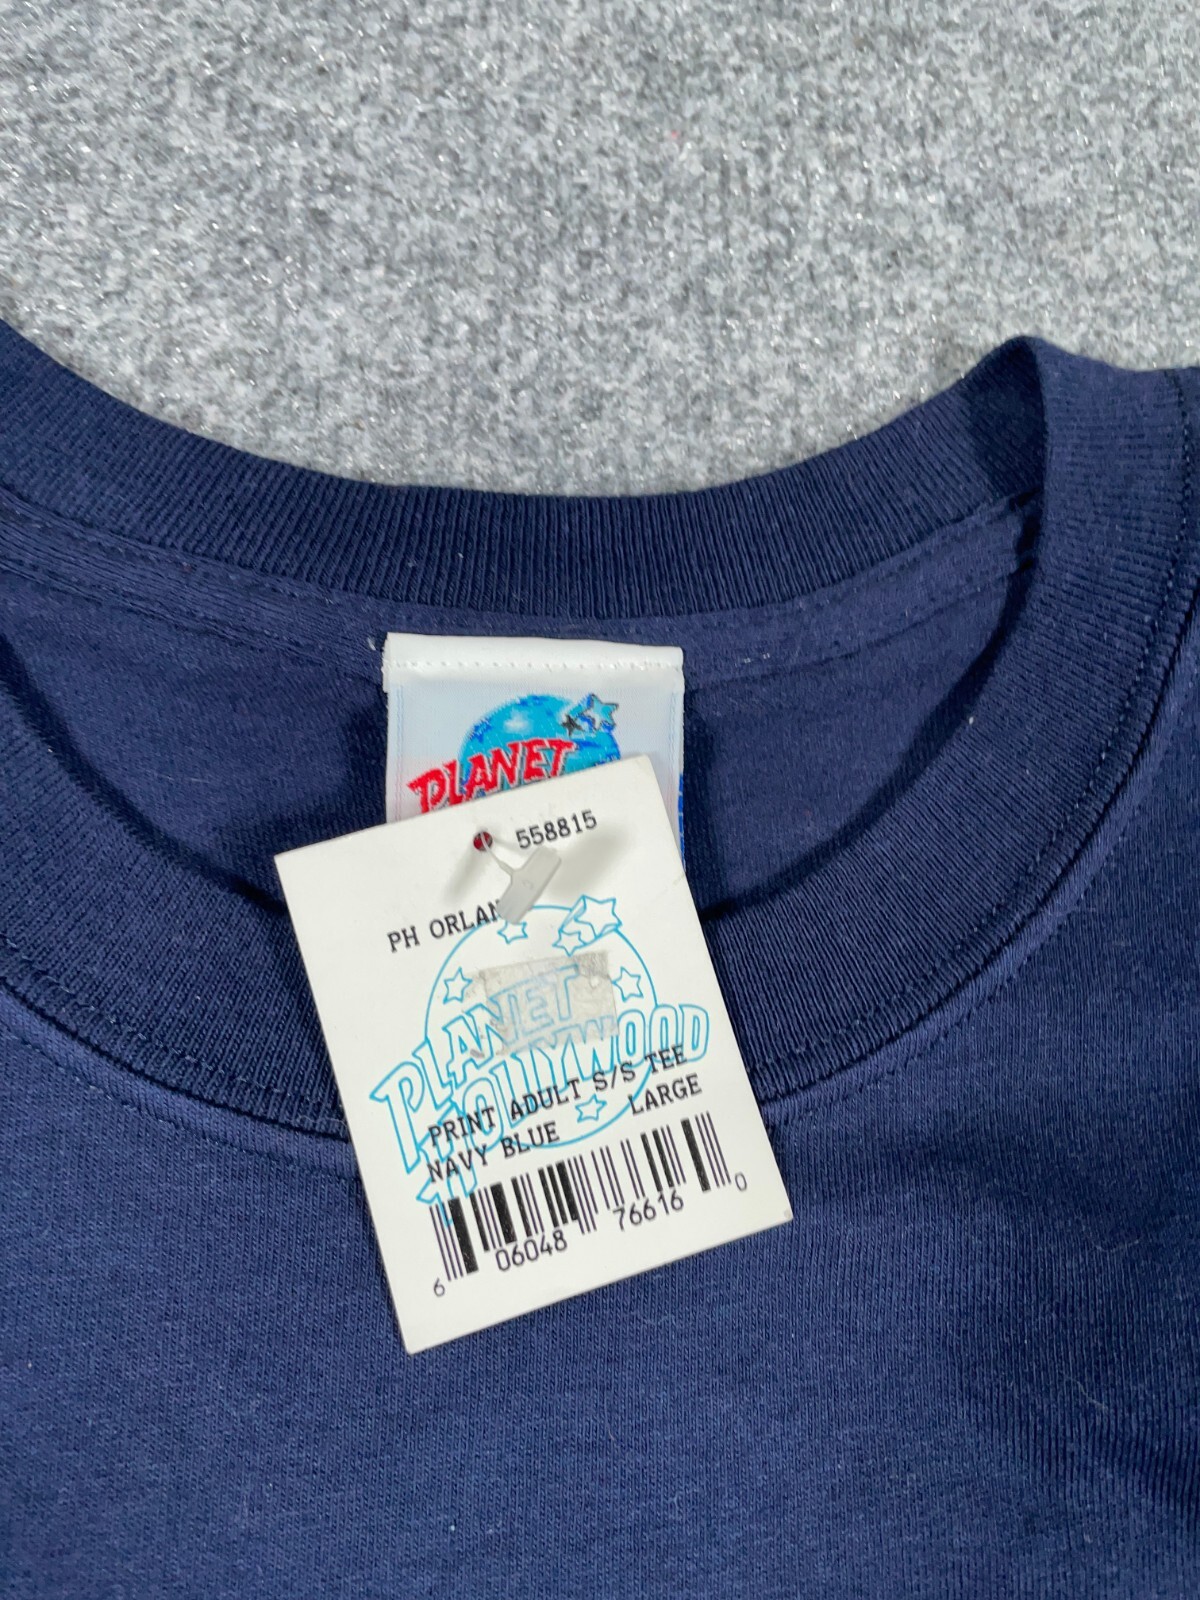 PLANET
558815
PH ORLAN
PLANET
HOLLYWOOD
PRINT ADULT S/S TEE
NAVY BLUE LARGE
6 06048 76616 0